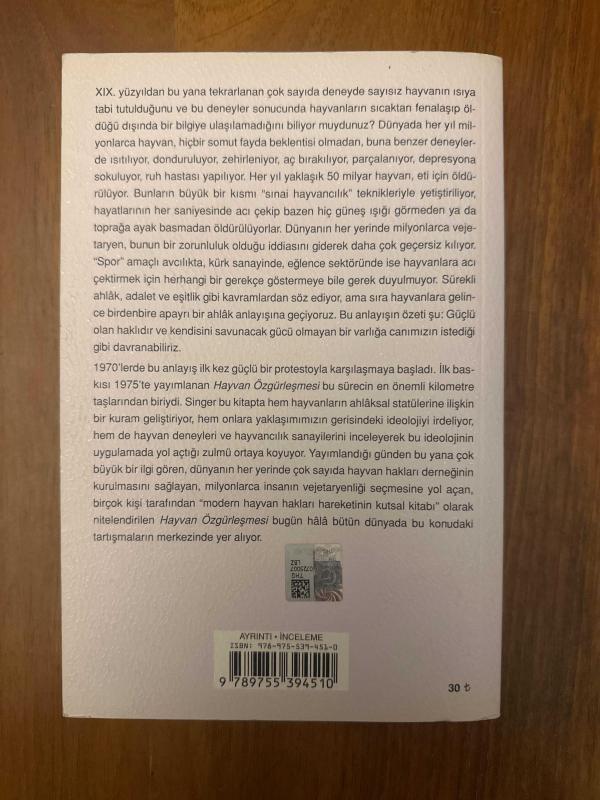 XIX. yüzyıldan bu yana tekrarlanan çok sayıda deneyde sayısız hayvanın ısıya
tabi tutulduğunu ve bu deneyler sonucunda hayvanların sıcaktan fenalaşıp öl-
düğü dışında bir bilgiye ulaşılamadığını biliyor muydunuz? Dünyada her yıl mil-
yonlarca hayvan, hiçbir somut fayda beklentisi olmadan, buna benzer deneyler-
de ısıtılıyor, donduruluyor, zehirleniyor, aç bırakılıyor, parçalanıyor, depresyona
sokuluyor, ruh hastası yapılıyor. Her yıl yaklaşık 50 milyar hayvan, eti için öldü-
rülüyor. Bunların büyük bir kısmı “sınai hayvancılık” teknikleriyle yetiştiriliyor,
hayatlarının her saniyesinde acı çekip bazen hiç güneş ışığı görmeden ya da
toprağa ayak basmadan öldürülüyorlar. Dünyanın her yerinde milyonlarca veje-
taryen, bunun bir zorunluluk olduğu iddiasını giderek daha çok geçersiz kılıyor.
“Spor” amaçlı avcılıkta, kürk sanayinde, eğlence sektöründe ise hayvanlara acı
çektirmek için herhangi bir gerekçe göstermeye bile gerek duyulmuyor. Sürekli
ahlâk, adalet ve eşitlik gibi kavramlardan söz ediyor, ama sıra hayvanlara gelin-
ce birdenbire apayrı bir ahlâk anlayışına geçiyoruz. Bu anlayışın özeti şu: Güçlü
olan haklıdır ve kendisini savunacak gücü olmayan bir varlığa canımızın istediği
gibi davranabiliriz.
1970’lerde bu anlayış ilk kez güçlü bir protestoyla karşılaşmaya başladı. İlk bas-
kısı 1975’te yayımlanan Hayvan Özgürleşmesi bu sürecin en önemli kilometre
taşlarından biriydi. Singer bu kitapta hem hayvanların ahlâksal statülerine ilişkin
bir kuram geliştiriyor, hem onlara yaklaşımımızın gerisindeki ideolojiyi irdeliyor,
hem de hayvan deneyleri ve hayvancılık sanayilerini inceleyerek bu ideolojinin
uygulamada yol açtığı zulmü ortaya koyuyor. Yayımlandığı günden bu yana çok
büyük bir ilgi gören, dünyanın her yerinde çok sayıda hayvan hakları derneğinin
kurulmasını sağlayan, milyonlarca insanın vejetaryenliği seçmesine yol açan,
birçok kişi tarafından “modern hayvan hakları hareketinin kutsal kitabı” olarak
nitelendirilen Hayvan Özgürleşmesi bugün hâlâ bütün dünyada bu konudaki
tartışmaların merkezinde yer alıyor.
AYRINTI • İNCELEME
ISBN: 978-975-539-451-0
9 789755 394510
30 ₺